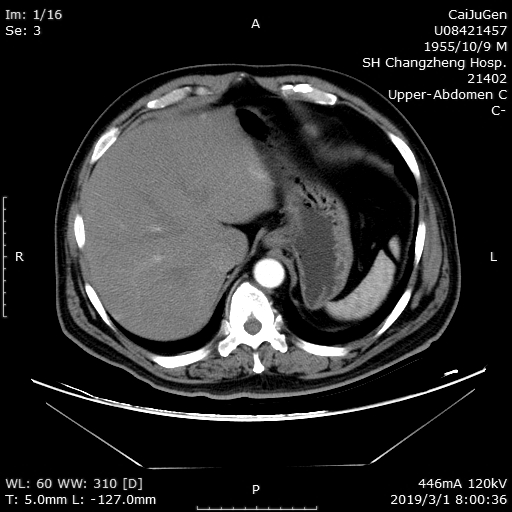 Im: 1/16
Se: 3
A
CaiJuGen
U08421457
1955/10/9 M
SH Changzheng Hosp.
21402
Upper-Abdomen C
C-
R
L
WL: 60 WW: 310 [D]
T: 5.0mm L: -127.0mm
P
446mA 120kV
2019/3/1 8:00:36